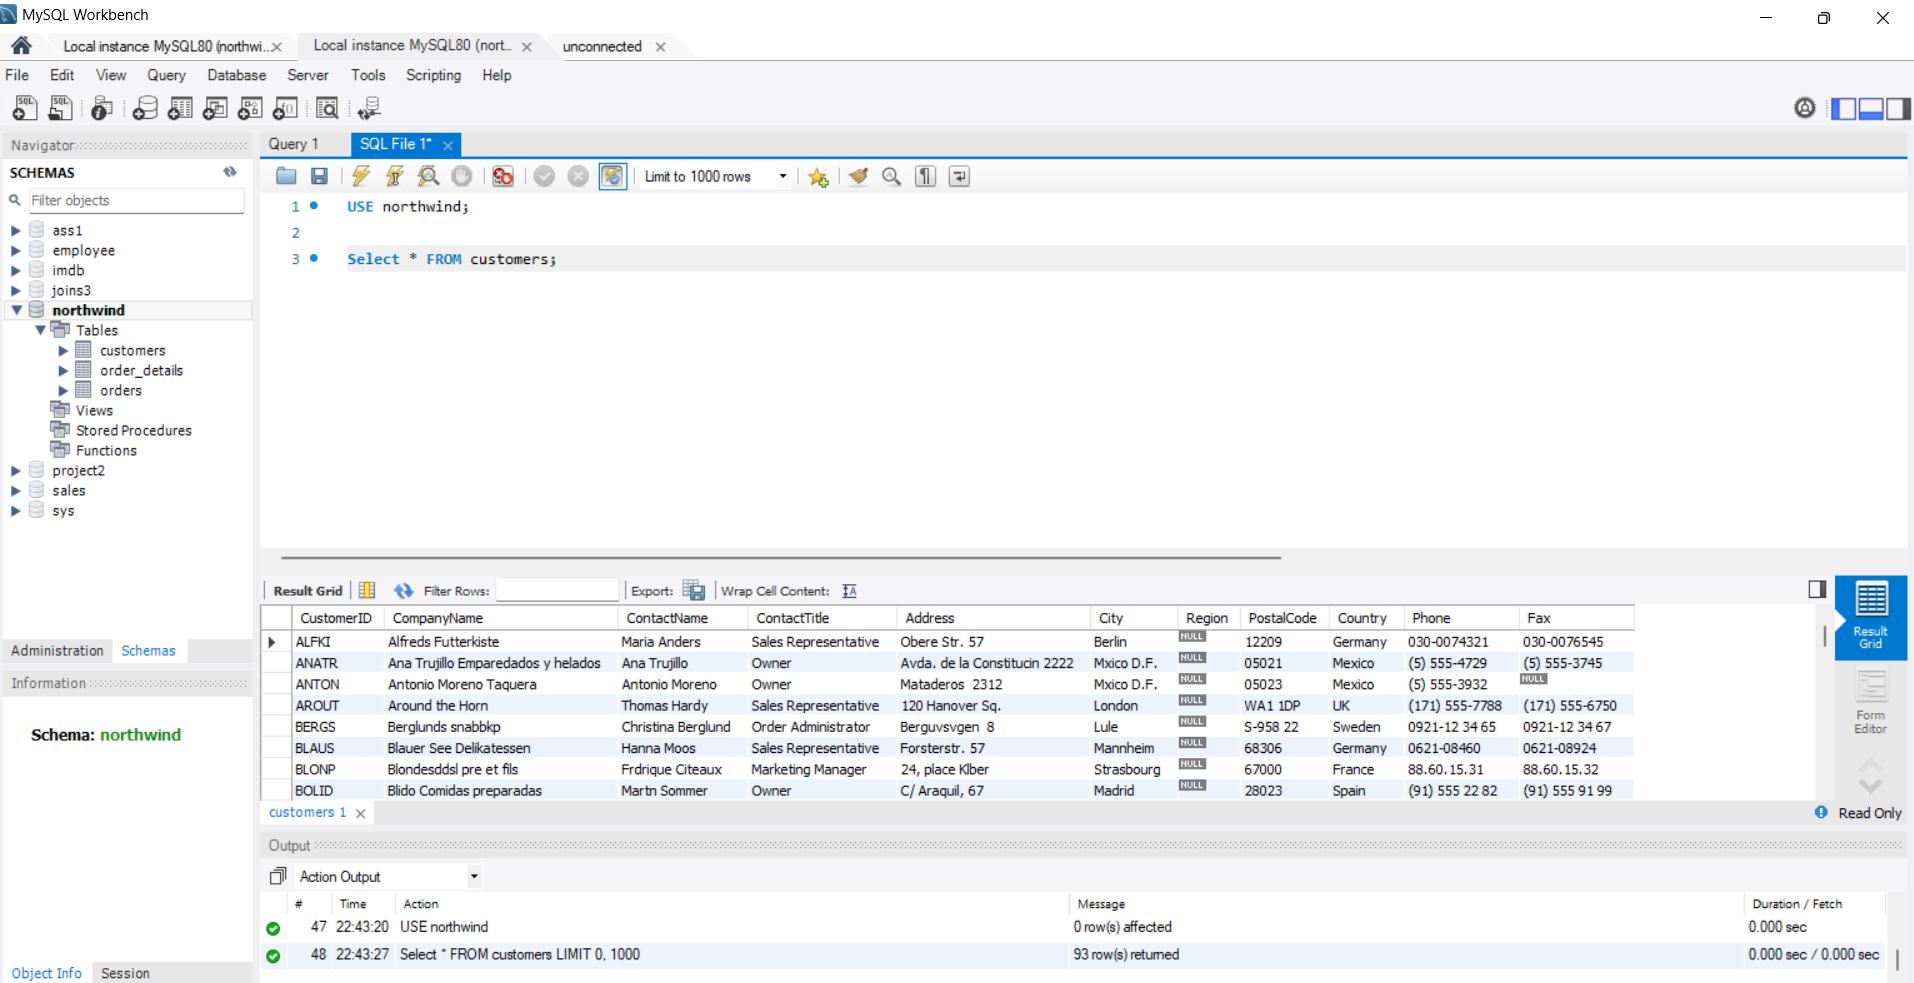 MySQL Workbench
Local instance MySQL80 (northwi... Local instance MySQL80 (nort... unconnected
File Edit View Query Database Server Tools Scripting Help
Navigator
SCHEMAS
Filter objects
ass1
employee
imdb
joins3
northwind
Tables
customers
order_details
orders
Views
Stored Procedures
Functions
project2
sales
sys
Administration Schemas
Information
Schema: northwind
Object Info Session
Query 1 SQL File 1*
Limit to 1000 rows
1 USE northwind;
2
3 Select * FROM customers;
Result Grid Filter Rows: Export: Wrap Cell Content:
CustomerID CompanyName ContactName ContactTitle Address City Region PostalCode Country Phone Fax
ALFKI Alfreds Futterkiste Maria Anders Sales Representative Obere Str. 57 Berlin NULL 12209 Germany 030-0074321 030-0076545
ANATR Ana Trujillo Emparedados y helados Ana Trujillo Owner Avda. de la Constitucin 2222 Mxico D.F. NULL 05021 Mexico (5) 555-4729 (5) 555-3745
ANTON Antonio Moreno Taquera Antonio Moreno Owner Mataderos 2312 Mxico D.F. NULL 05023 Mexico (5) 555-3932 NULL
AROUT Around the Horn Thomas Hardy Sales Representative 120 Hanover Sq. London NULL WA1 1DP UK (171) 555-7788 (171) 555-6750
BERGS Berglunds snabbkp Christina Berglund Order Administrator Berguvsvgen 8 Lule NULL S-958 22 Sweden 0921-12 34 65 0921-12 34 67
BLAUS Blauer See Delikatessen Hanna Moos Sales Representative Forsterstr. 57 Mannheim NULL 68306 Germany 0621-08460 0621-08924
BLONP Blondesddsl pre et fils Frdrique Citeaux Marketing Manager 24, place Klber Strasbourg NULL 67000 France 88.60.15.31 88.60.15.32
BOLID Blido Comidas preparadas Martn Sommer Owner C/ Araquil, 67 Madrid NULL 28023 Spain (91) 555 22 82 (91) 555 91 99
Result
Grid
Form
Editor
customers 1
Read Only
Output
Action Output
# Time Action Message Duration / Fetch
47 22:43:20 USE northwind 0 row(s) affected 0.000 sec
48 22:43:27 Select * FROM customers LIMIT 0, 1000 93 row(s) returned 0.000 sec / 0.000 sec